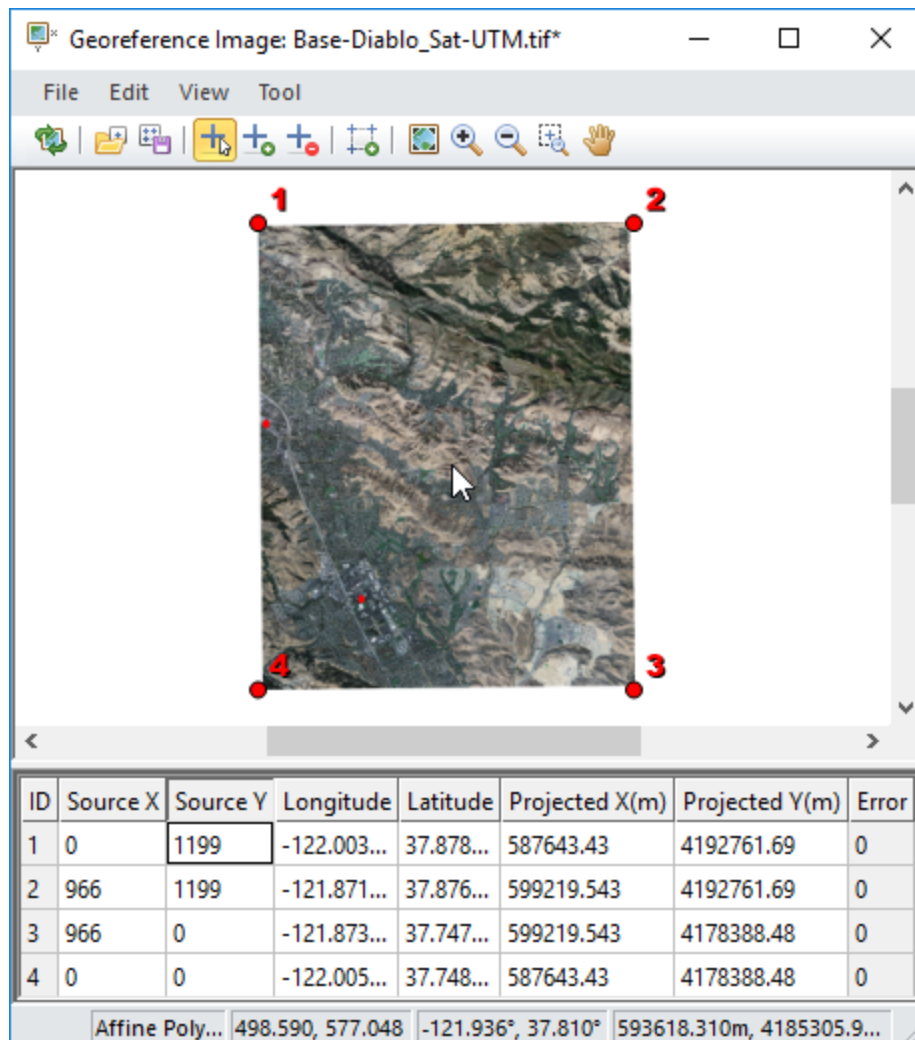 Georeference Image: Base-Diablo_Sat-UTM.tif*
File Edit View Tool
1 2
4 3
ID Source X Source Y Longitude Latitude Projected X(m) Projected Y(m) Error
1 0 1199 -122.003... 37.878... 587643.43 4192761.69 0
2 966 1199 -121.871... 37.876... 599219.543 4192761.69 0
3 966 0 -121.873... 37.747... 599219.543 4178388.48 0
4 0 0 -122.005... 37.748... 587643.43 4178388.48 0
Affine Poly... 498.590, 577.048 -121.936°, 37.810° 593618.310m, 4185305.9...